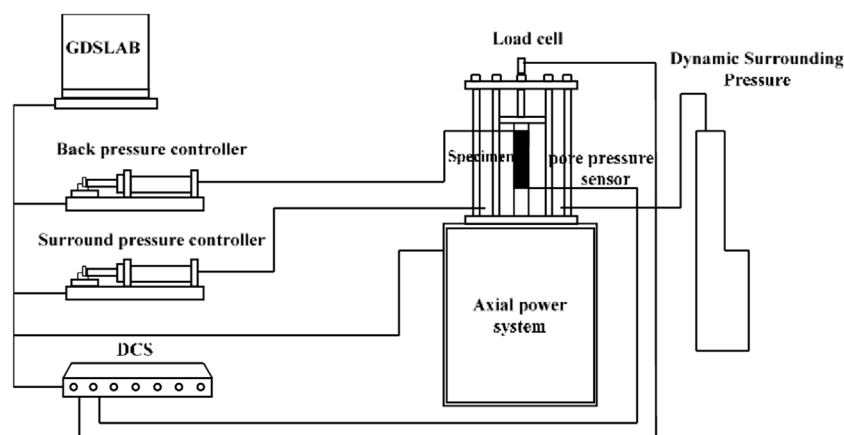 GDSLAB
Load cell
Dynamic Surrounding
Pressure
Back pressure controller
Specimen
pore pressure
sensor
Surround pressure controller
Axial power
system
DCS